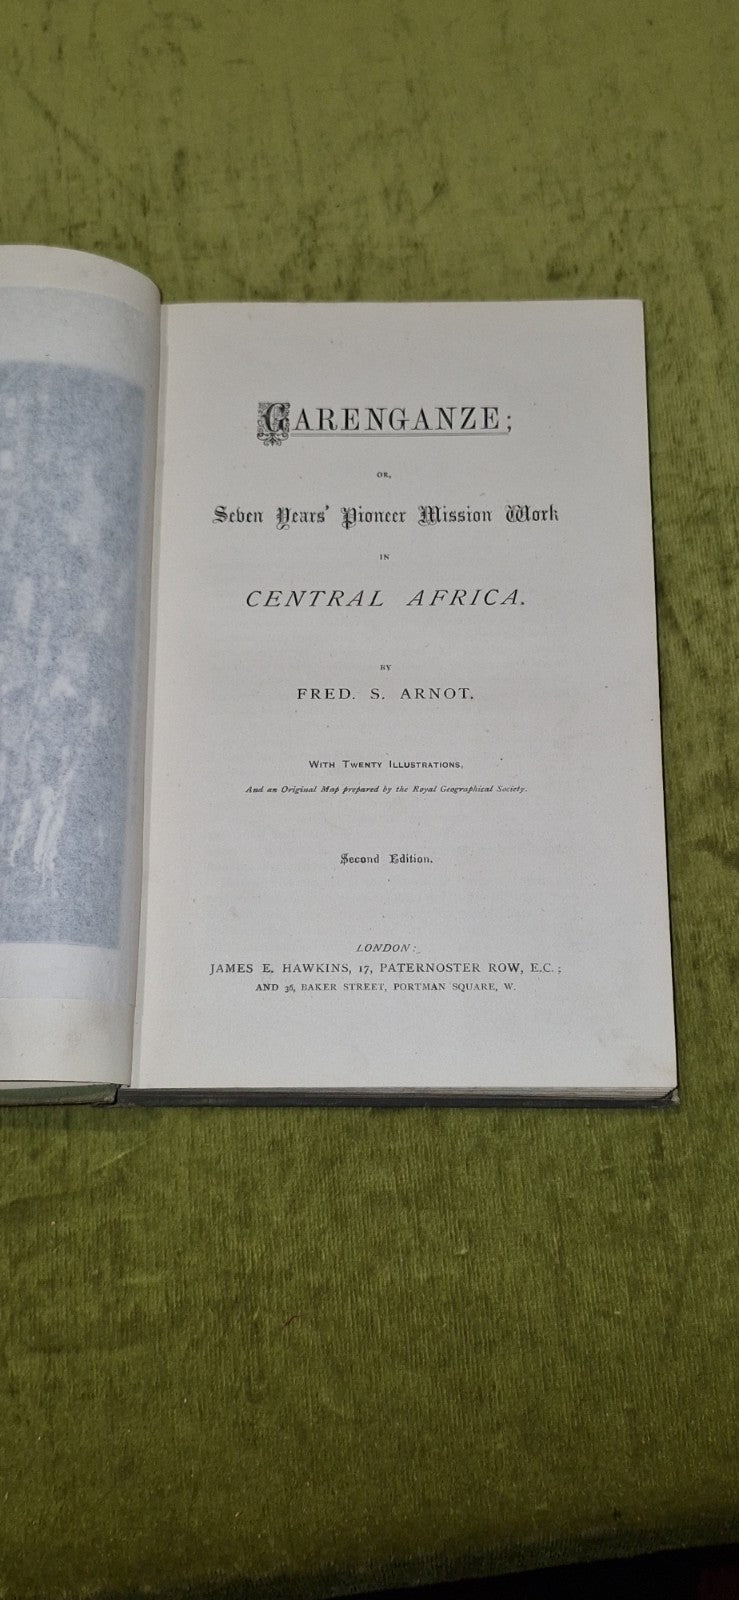 GARENGANZE;
OR,
Seven Years' Pioneer Mission Work
IN
CENTRAL AFRICA.
BY
FRED. S. ARNOT.
WITH TWENTY ILLUSTRATIONS,
And an Original Map prepared by the Royal Geographical Society.
Second Edition.
LONDON:
JAMES E. HAWKINS, 17, PATERNOSTER ROW, E.C.;
AND 36, BAKER STREET, PORTMAN SQUARE, W.